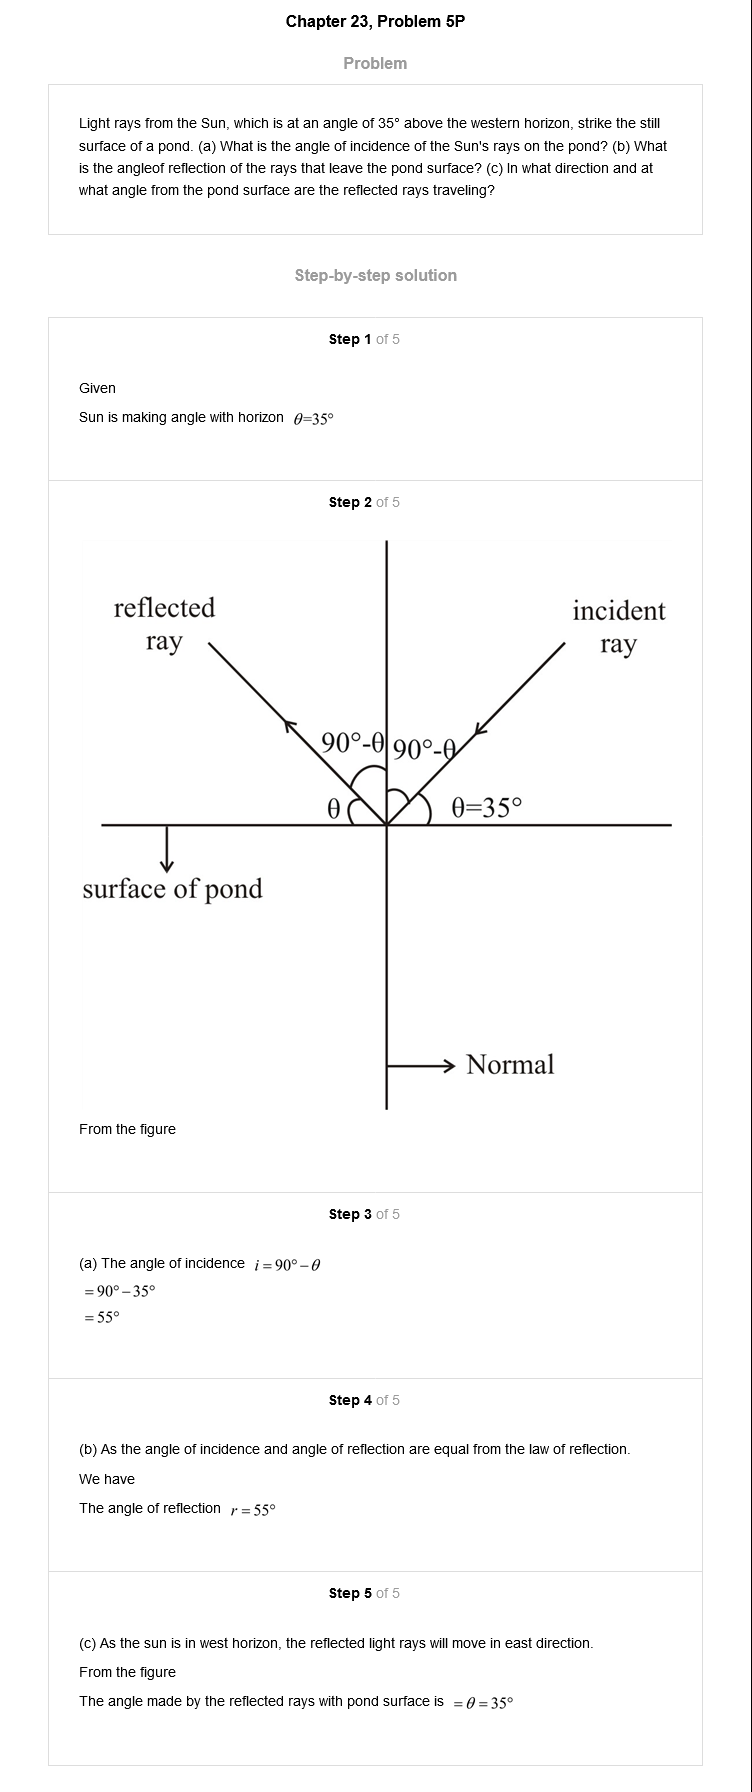 Chapter 23, Problem 5P
Problem
Light rays from the Sun, which is at an angle of 35° above the western horizon, strike the still
surface of a pond. (a) What is the angle of incidence of the Sun's rays on the pond? (b) What
is the angleof reflection of the rays that leave the pond surface? (c) In what direction and at
what angle from the pond surface are the reflected rays traveling?
Step-by-step solution
Step 1 of 5
Given
Sun is making angle with horizon θ=35°
Step 2 of 5
reflected
ray
incident
ray
90°-θ
90°-θ
θ
θ=35°
surface of pond
Normal
From the figure
Step 3 of 5
(a) The angle of incidence i = 90° – θ
= 90° – 35°
= 55°
Step 4 of 5
(b) As the angle of incidence and angle of reflection are equal from the law of reflection.
We have
The angle of reflection r = 55°
Step 5 of 5
(c) As the sun is in west horizon, the reflected light rays will move in east direction.
From the figure
The angle made by the reflected rays with pond surface is = θ = 35°